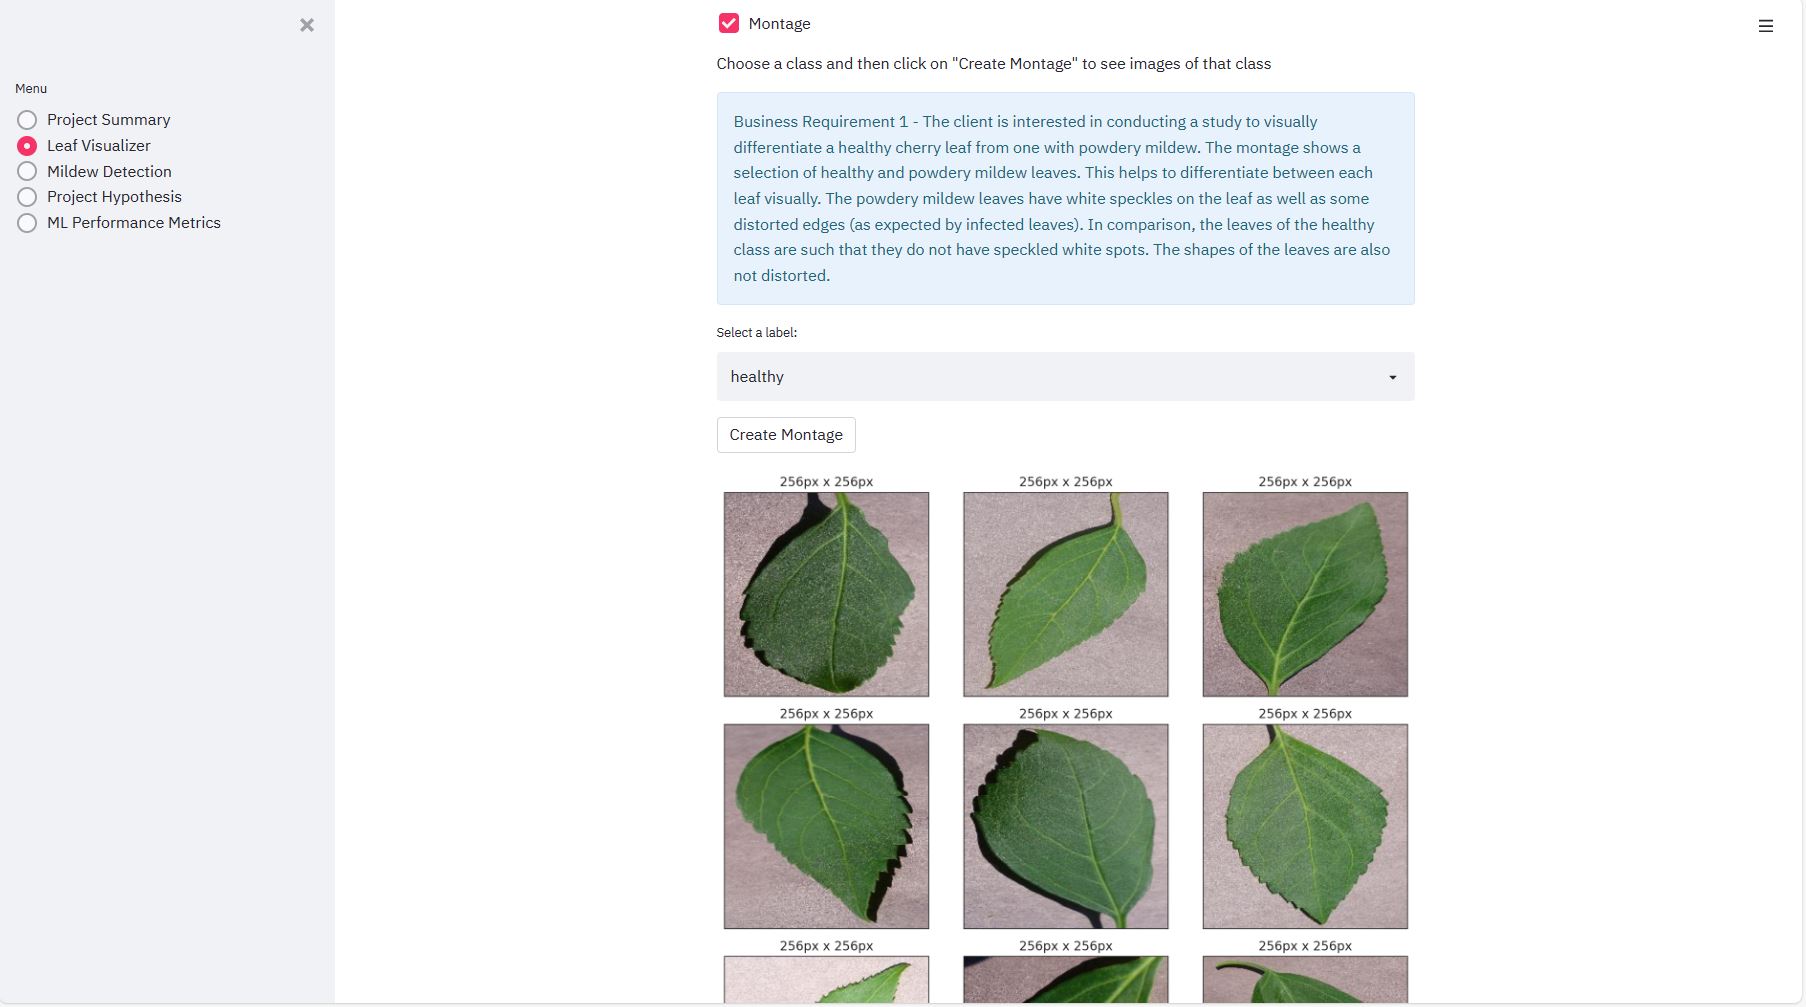 Menu
Project Summary
Leaf Visualizer
Mildew Detection
Project Hypothesis
ML Performance Metrics
Montage
Choose a class and then click on "Create Montage" to see images of that class
Business Requirement 1 - The client is interested in conducting a study to visually
differentiate a healthy cherry leaf from one with powdery mildew. The montage shows a
selection of healthy and powdery mildew leaves. This helps to differentiate between each
leaf visually. The powdery mildew leaves have white speckles on the leaf as well as some
distorted edges (as expected by infected leaves). In comparison, the leaves of the healthy
class are such that they do not have speckled white spots. The shapes of the leaves are also
not distorted.
Select a label:
healthy
Create Montage
256px x 256px
256px x 256px
256px x 256px
256px x 256px
256px x 256px
256px x 256px
256px x 256px
256px x 256px
256px x 256px